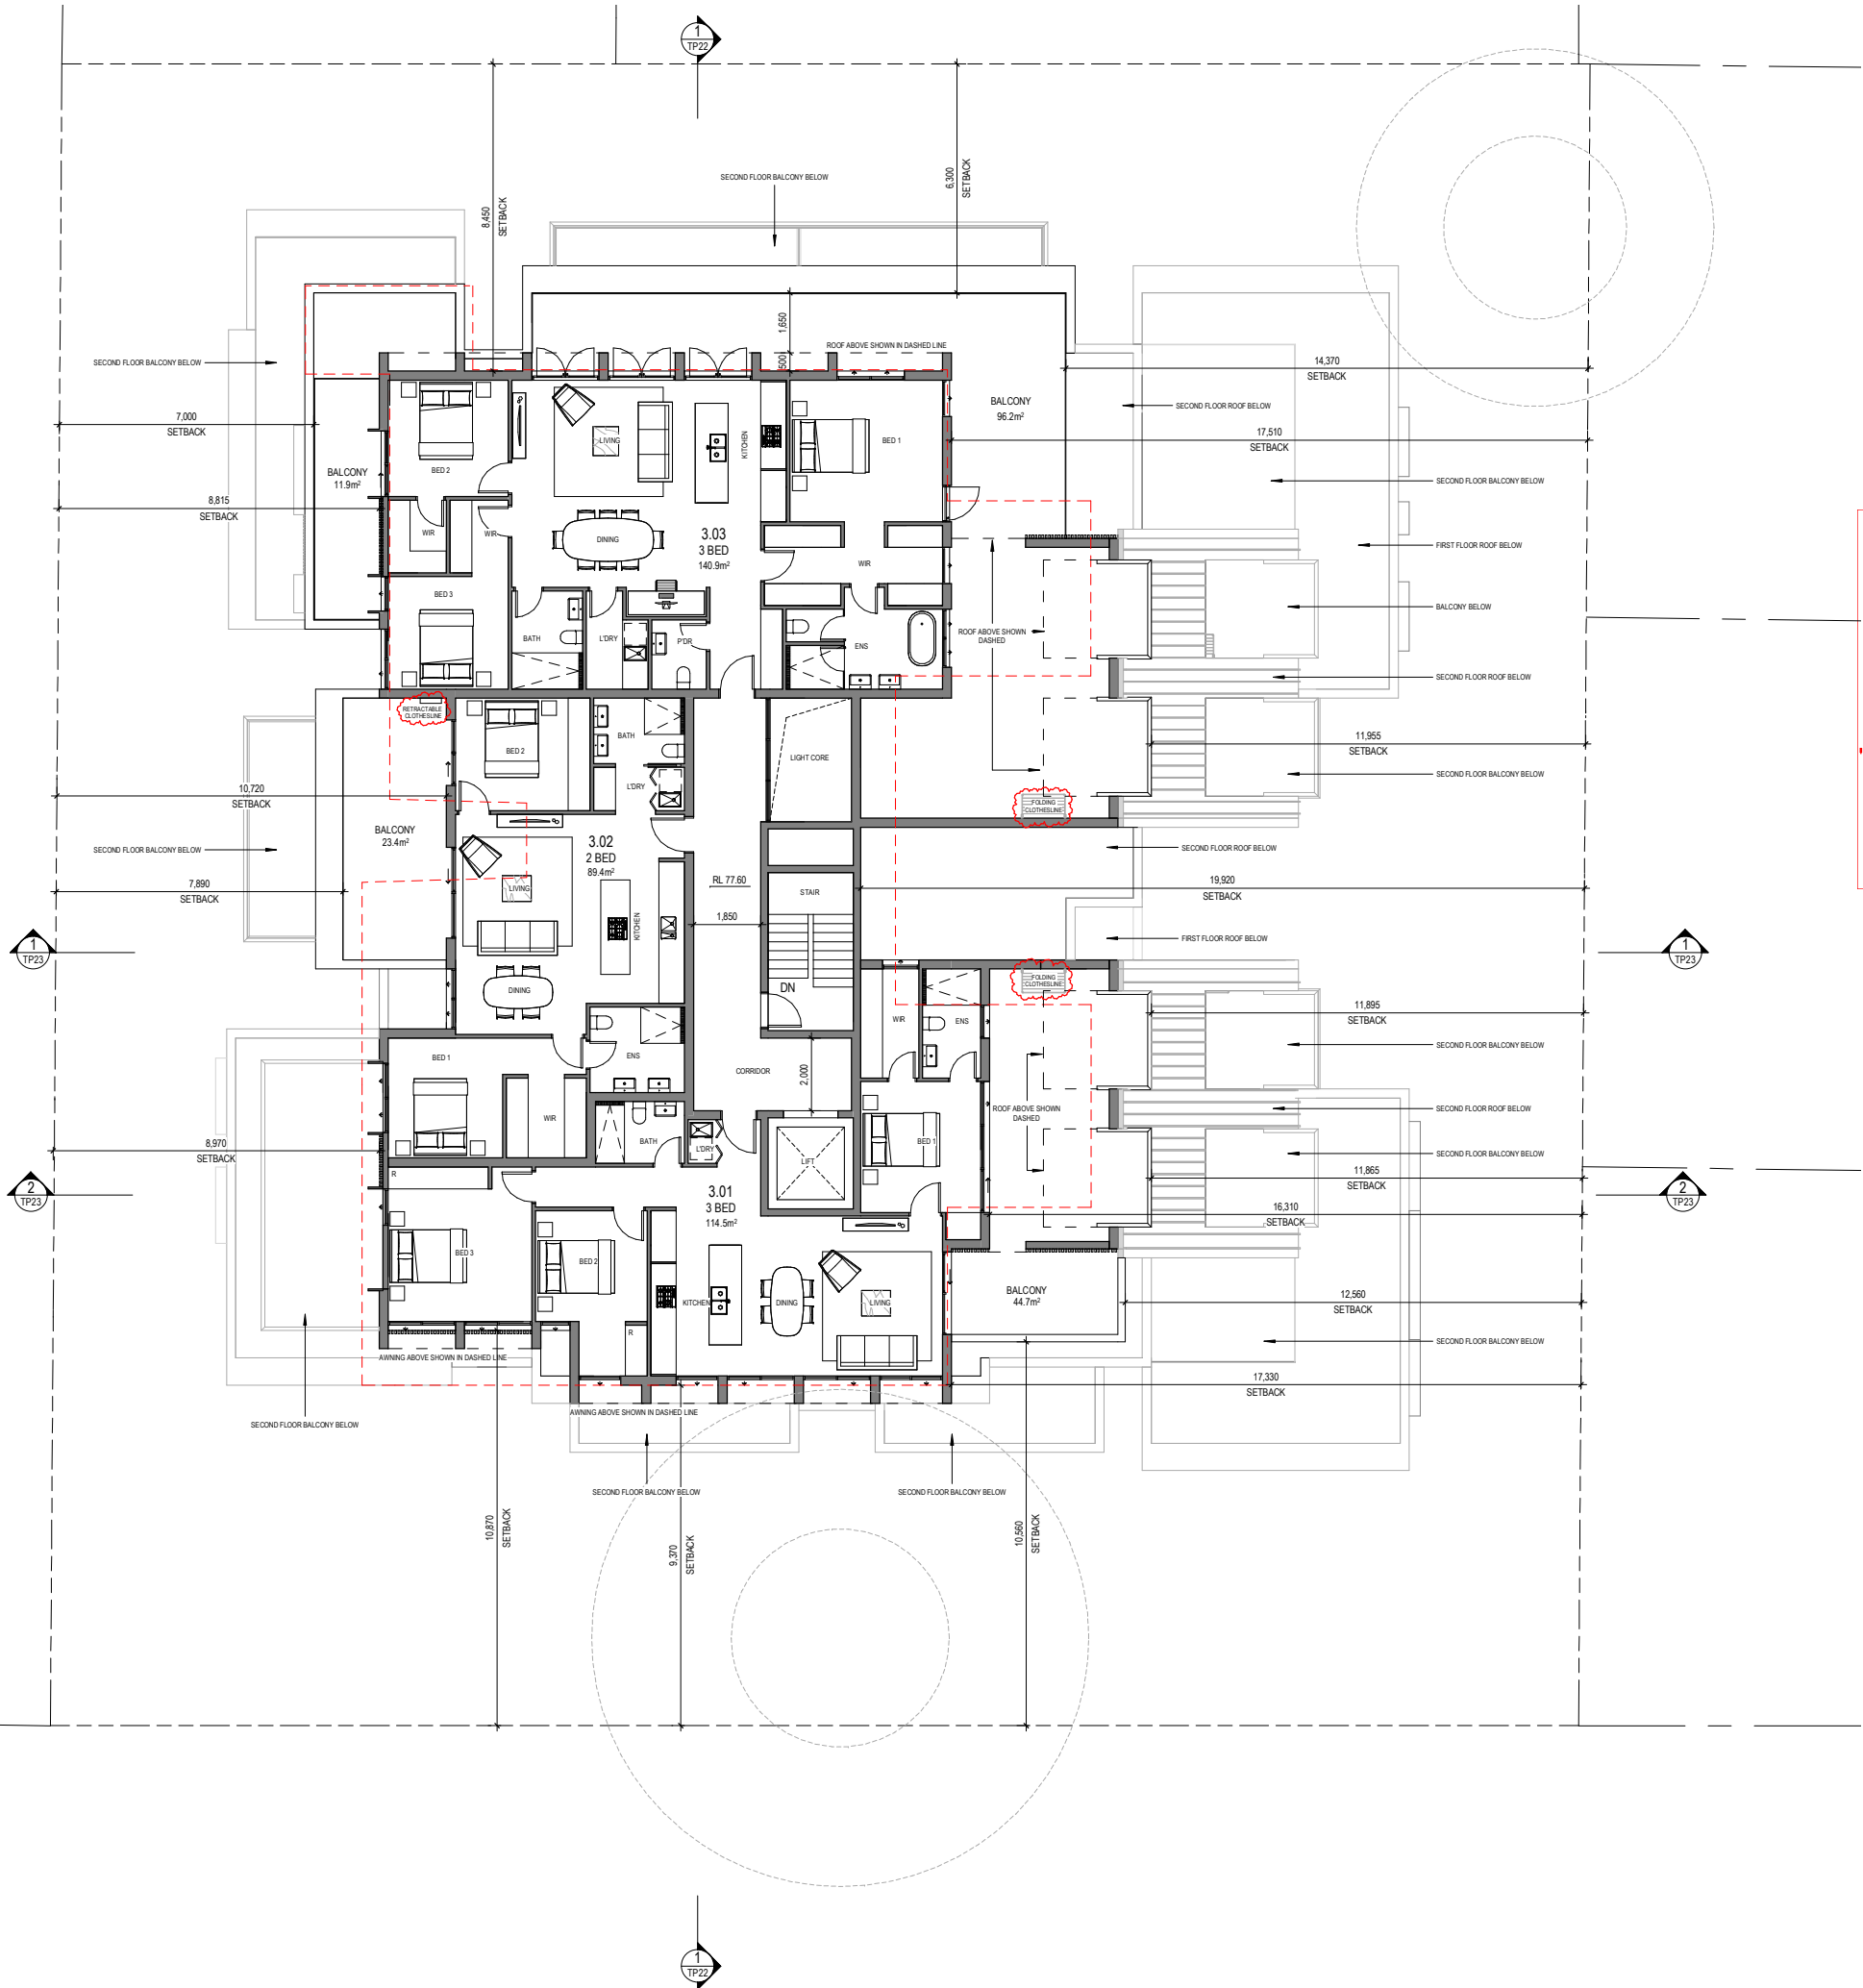 1
TP22
SECOND FLOOR BALCONY BELOW
8,450
SETBACK
6,300
SETBACK
1,650
500
ROOF ABOVE SHOWN IN DASHED LINE
SECOND FLOOR BALCONY BELOW
14,370
SETBACK
BALCONY
96.2m²
SECOND FLOOR ROOF BELOW
7,000
SETBACK
17,510
SETBACK
BED 2
LIVING
KITCHEN
BED 1
BALCONY
11.9m²
SECOND FLOOR BALCONY BELOW
8,815
SETBACK
WIR
WIR
DINING
3.03
3 BED
140.9m²
FIRST FLOOR ROOF BELOW
WIR
BED 3
BALCONY BELOW
BATH
L'DRY
P'DR
ENS
ROOF ABOVE SHOWN
DASHED
SECOND FLOOR ROOF BELOW
RETRACTABLE
CLOTHESLINE
BED 2
BATH
LIGHT CORE
11,955
SETBACK
SECOND FLOOR BALCONY BELOW
L'DRY
10,720
SETBACK
FOLDING
CLOTHESLINE
BALCONY
23.4m²
3.02
2 BED
89.4m²
SECOND FLOOR BALCONY BELOW
SECOND FLOOR ROOF BELOW
LIVING
RL 77.60
STAIR
19,920
SETBACK
7,890
SETBACK
KITCHEN
1,850
FIRST FLOOR ROOF BELOW
1
TP23
1
TP23
DINING
DN
FOLDING
CLOTHESLINE
11,895
SETBACK
WIR
ENS
SECOND FLOOR BALCONY BELOW
BED 1
ENS
CORRIDOR
2,000
WIR
BATH
L'DRY
ROOF ABOVE SHOWN
DASHED
SECOND FLOOR ROOF BELOW
8,970
SETBACK
LIFT
BED 1
SECOND FLOOR BALCONY BELOW
11,865
SETBACK
2
TP23
2
TP23
R
3.01
3 BED
114.5m²
16,310
SETBACK
BED 3
BED 2
KITCHEN
DINING
LIVING
BALCONY
44.7m²
12,560
SETBACK
R
SECOND FLOOR BALCONY BELOW
AWNING ABOVE SHOWN IN DASHED LINE
17,330
SETBACK
AWNING ABOVE SHOWN IN DASHED LINE
SECOND FLOOR BALCONY BELOW
SECOND FLOOR BALCONY BELOW
SECOND FLOOR BALCONY BELOW
10,870
SETBACK
9,370
SETBACK
10,560
SETBACK
1
TP22